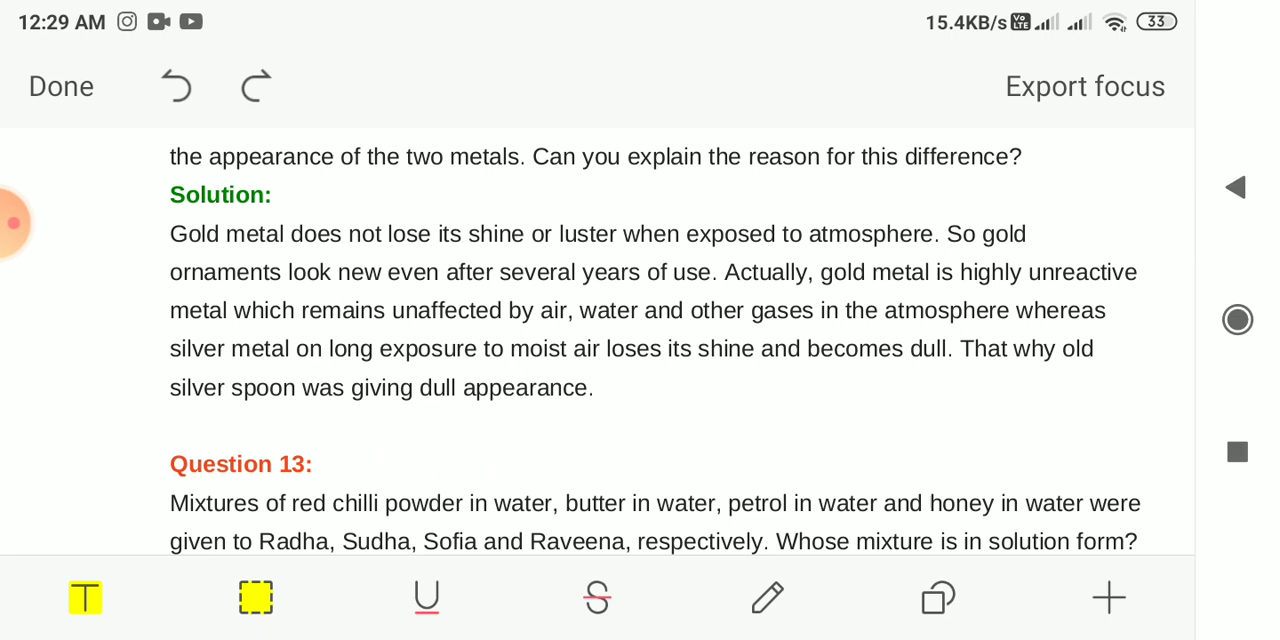 12:29 AM 15.4KB/s Vo LTE 33
Done Export focus
the appearance of the two metals. Can you explain the reason for this difference?
Solution:
Gold metal does not lose its shine or luster when exposed to atmosphere. So gold
ornaments look new even after several years of use. Actually, gold metal is highly unreactive
metal which remains unaffected by air, water and other gases in the atmosphere whereas
silver metal on long exposure to moist air loses its shine and becomes dull. That why old
silver spoon was giving dull appearance.
Question 13:
Mixtures of red chilli powder in water, butter in water, petrol in water and honey in water were
given to Radha, Sudha, Sofia and Raveena, respectively. Whose mixture is in solution form?
T U S